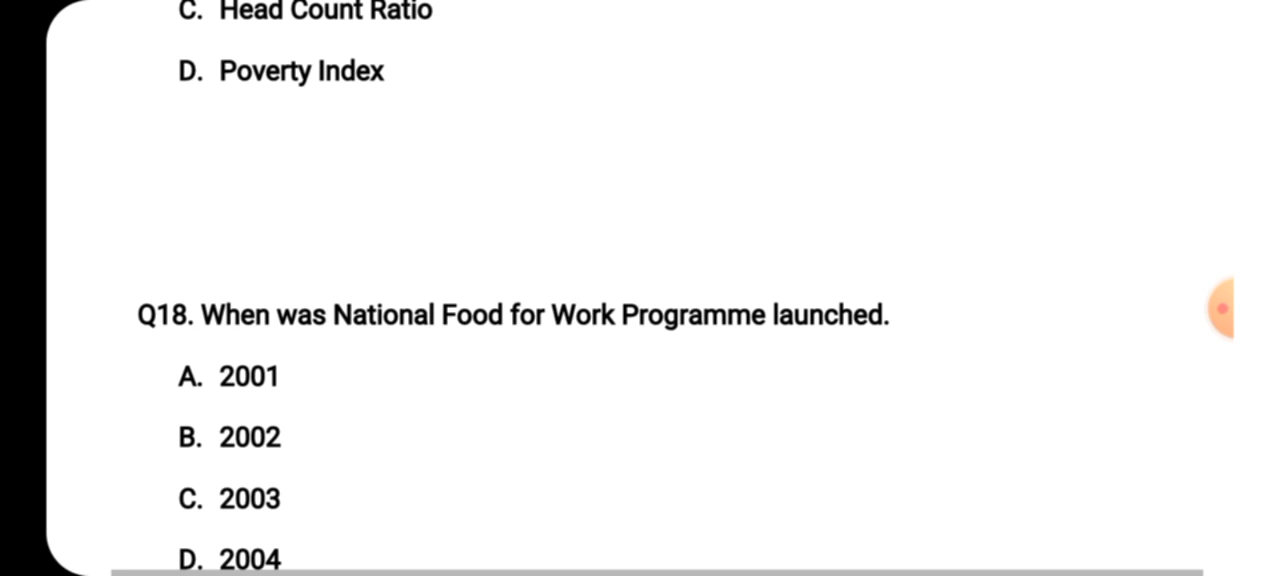 C. Head Count Ratio
D. Poverty Index
Q18. When was National Food for Work Programme launched.
A. 2001
B. 2002
C. 2003
D. 2004